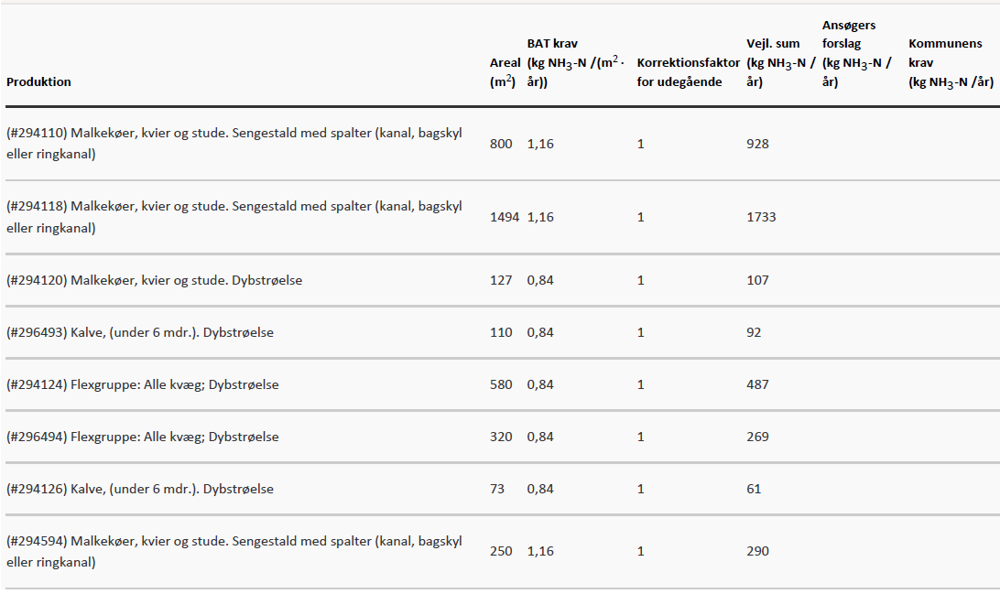 Produktion
Areal (m2)
BAT krav (kg NH3-N /(m2 · år))
Korrektionsfaktor for udegående
Vejl. sum (kg NH3-N / år)
Ansøgers forslag (kg NH3-N / år)
Kommunens krav (kg NH3-N /år)
(#294110) Malkekøer, kvier og stude. Sengestald med spalter (kanal, bagskyl
eller ringkanal)
800 1,16 1 928
(#294118) Malkekøer, kvier og stude. Sengestald med spalter (kanal, bagskyl
eller ringkanal)
1494 1,16 1 1733
(#294120) Malkekøer, kvier og stude. Dybstrøelse 127 0,84 1 107
(#296493) Kalve, (under 6 mdr.). Dybstrøelse 110 0,84 1 92
(#294124) Flexgruppe: Alle kvæg; Dybstrøelse 580 0,84 1 487
(#296494) Flexgruppe: Alle kvæg; Dybstrøelse 320 0,84 1 269
(#294126) Kalve, (under 6 mdr.). Dybstrøelse 73 0,84 1 61
(#294594) Malkekøer, kvier og stude. Sengestald med spalter (kanal, bagskyl
eller ringkanal)
250 1,16 1 290